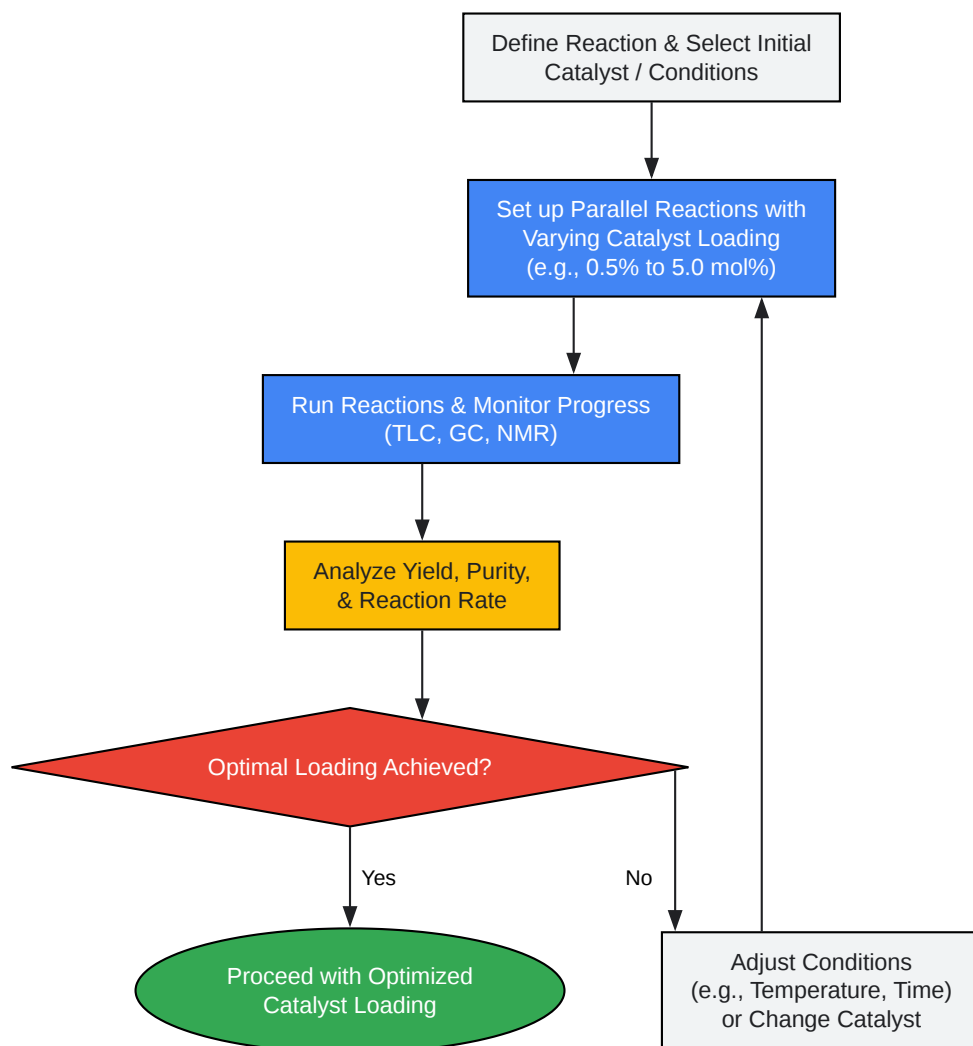 Define Reaction & Select Initial
Catalyst / Conditions
Set up Parallel Reactions with
Varying Catalyst Loading
(e.g., 0.5% to 5.0 mol%)
Run Reactions & Monitor Progress
(TLC, GC, NMR)
Analyze Yield, Purity,
& Reaction Rate
Optimal Loading Achieved?
Yes
No
Proceed with Optimized
Catalyst Loading
Adjust Conditions
(e.g., Temperature, Time)
or Change Catalyst